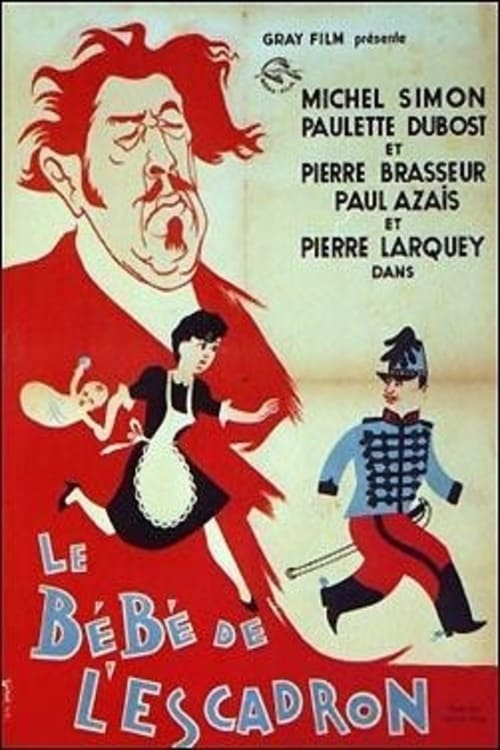 GRAY FILM présente
MICHEL SIMON
PAULETTE DUBOST
ET
PIERRE BRASSEUR
PAUL AZAÏS
ET
PIERRE LARQUEY
DANS
LE
BÉBÉ DE
L'ESCADRON